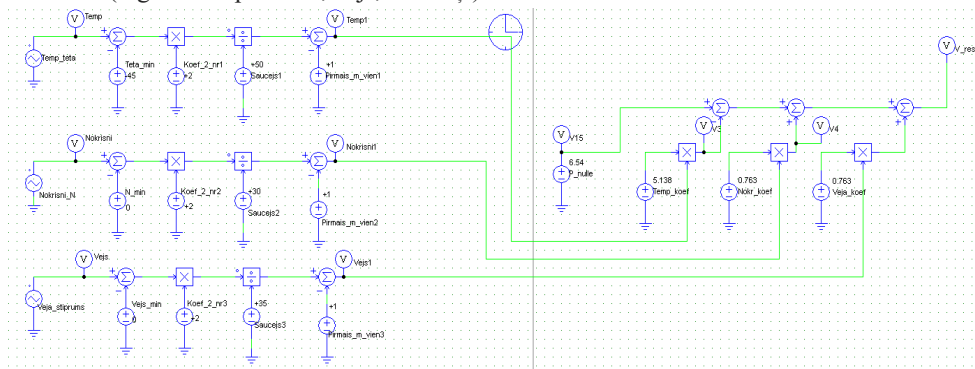 Temp
Temp1
Temp_teta
Teta_min
-45
Koef_2_nr1
+2
+50
Saucejs1
+1
Pirmais_m_vien1
Nokrisni
Nokrisni1
Nokrisni_N
N_min
0
Koef_2_nr2
+2
+30
Saucejs2
+1
Pirmais_m_vien2
Vejs
Vejs1
Veja_stiprums
Vejs_min
0
Koef_2_nr3
+2
+35
Saucejs3
+1
Pirmais_m_vien3
V_res
V15
6.54
P_nulle
V3
V4
5.138
Temp_koef
0.763
Nokr_koef
0.763
Veja_koef